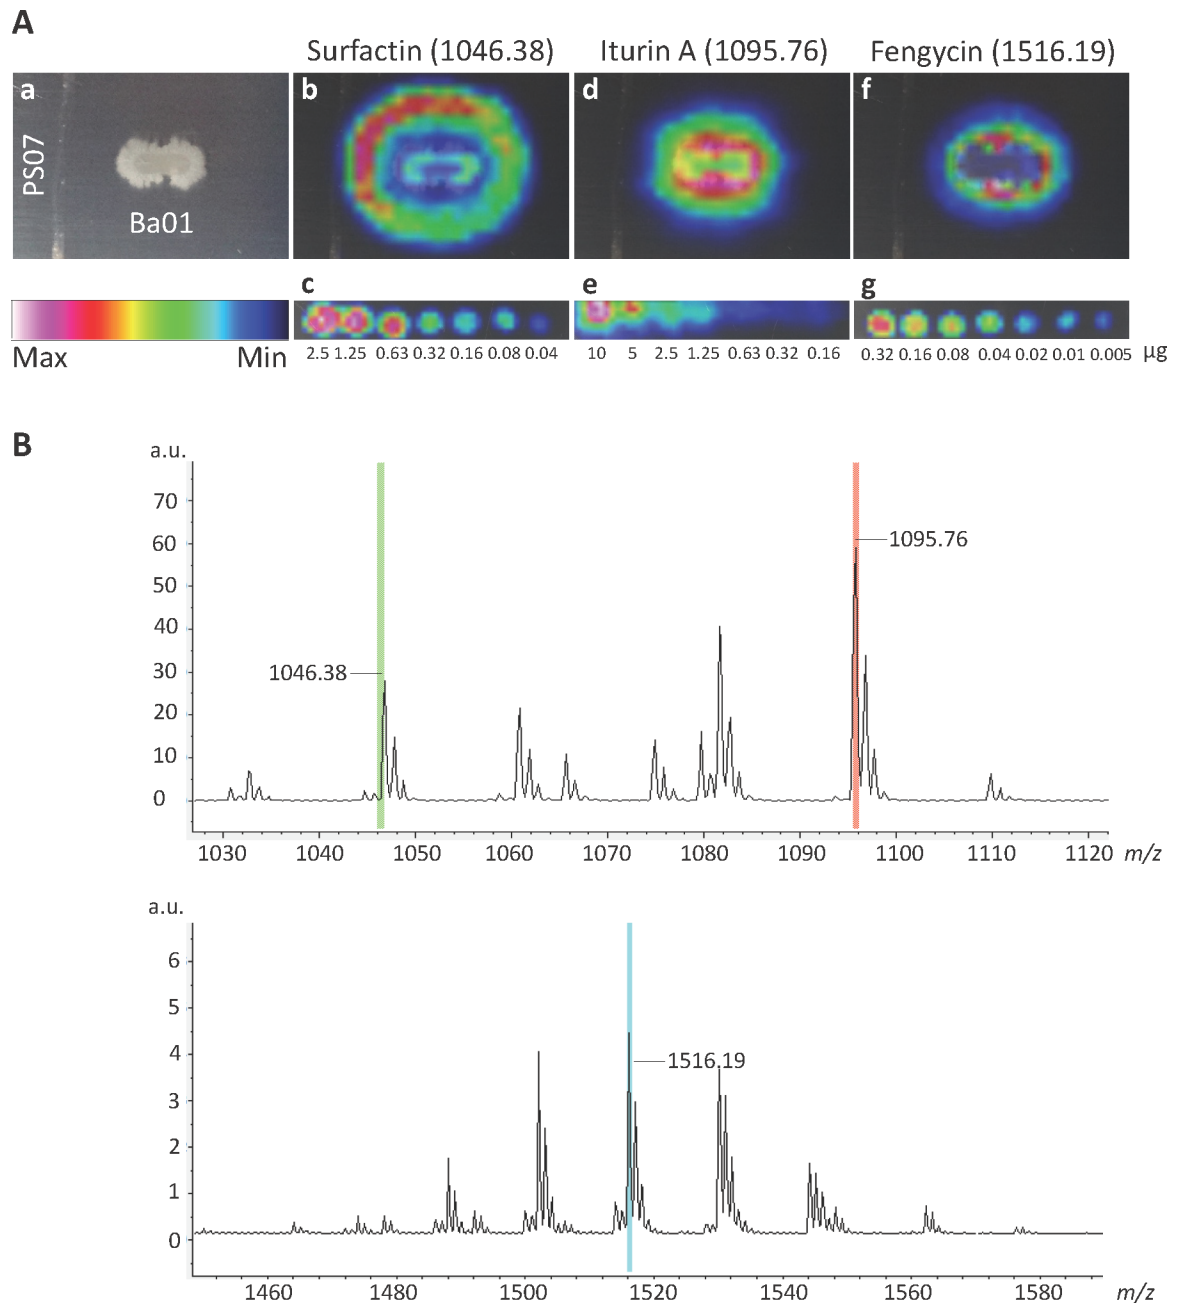 A
Surfactin (1046.38) Iturin A (1095.76) Fengycin (1516.19)
a b d f
PS07
Ba01
c e g
Max Min
2.5 1.25 0.63 0.32 0.16 0.08 0.04 10 5 2.5 1.25 0.63 0.32 0.16 0.32 0.16 0.08 0.04 0.02 0.01 0.005 µg
B
a.u.
70
60
1095.76
50
40
30
1046.38
20
10
0
1030 1040 1050 1060 1070 1080 1090 1100 1110 1120 m/z
a.u.
6
5
4
1516.19
3
2
1
0
1460 1480 1500 1520 1540 1560 1580 m/z